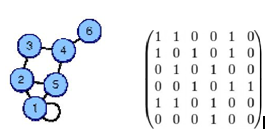 6
3
4
2
5
1
1 1 0 0 1 0
1 0 1 0 1 0
0 1 0 1 0 0
0 0 1 0 1 1
1 1 0 1 0 0
0 0 0 1 0 0